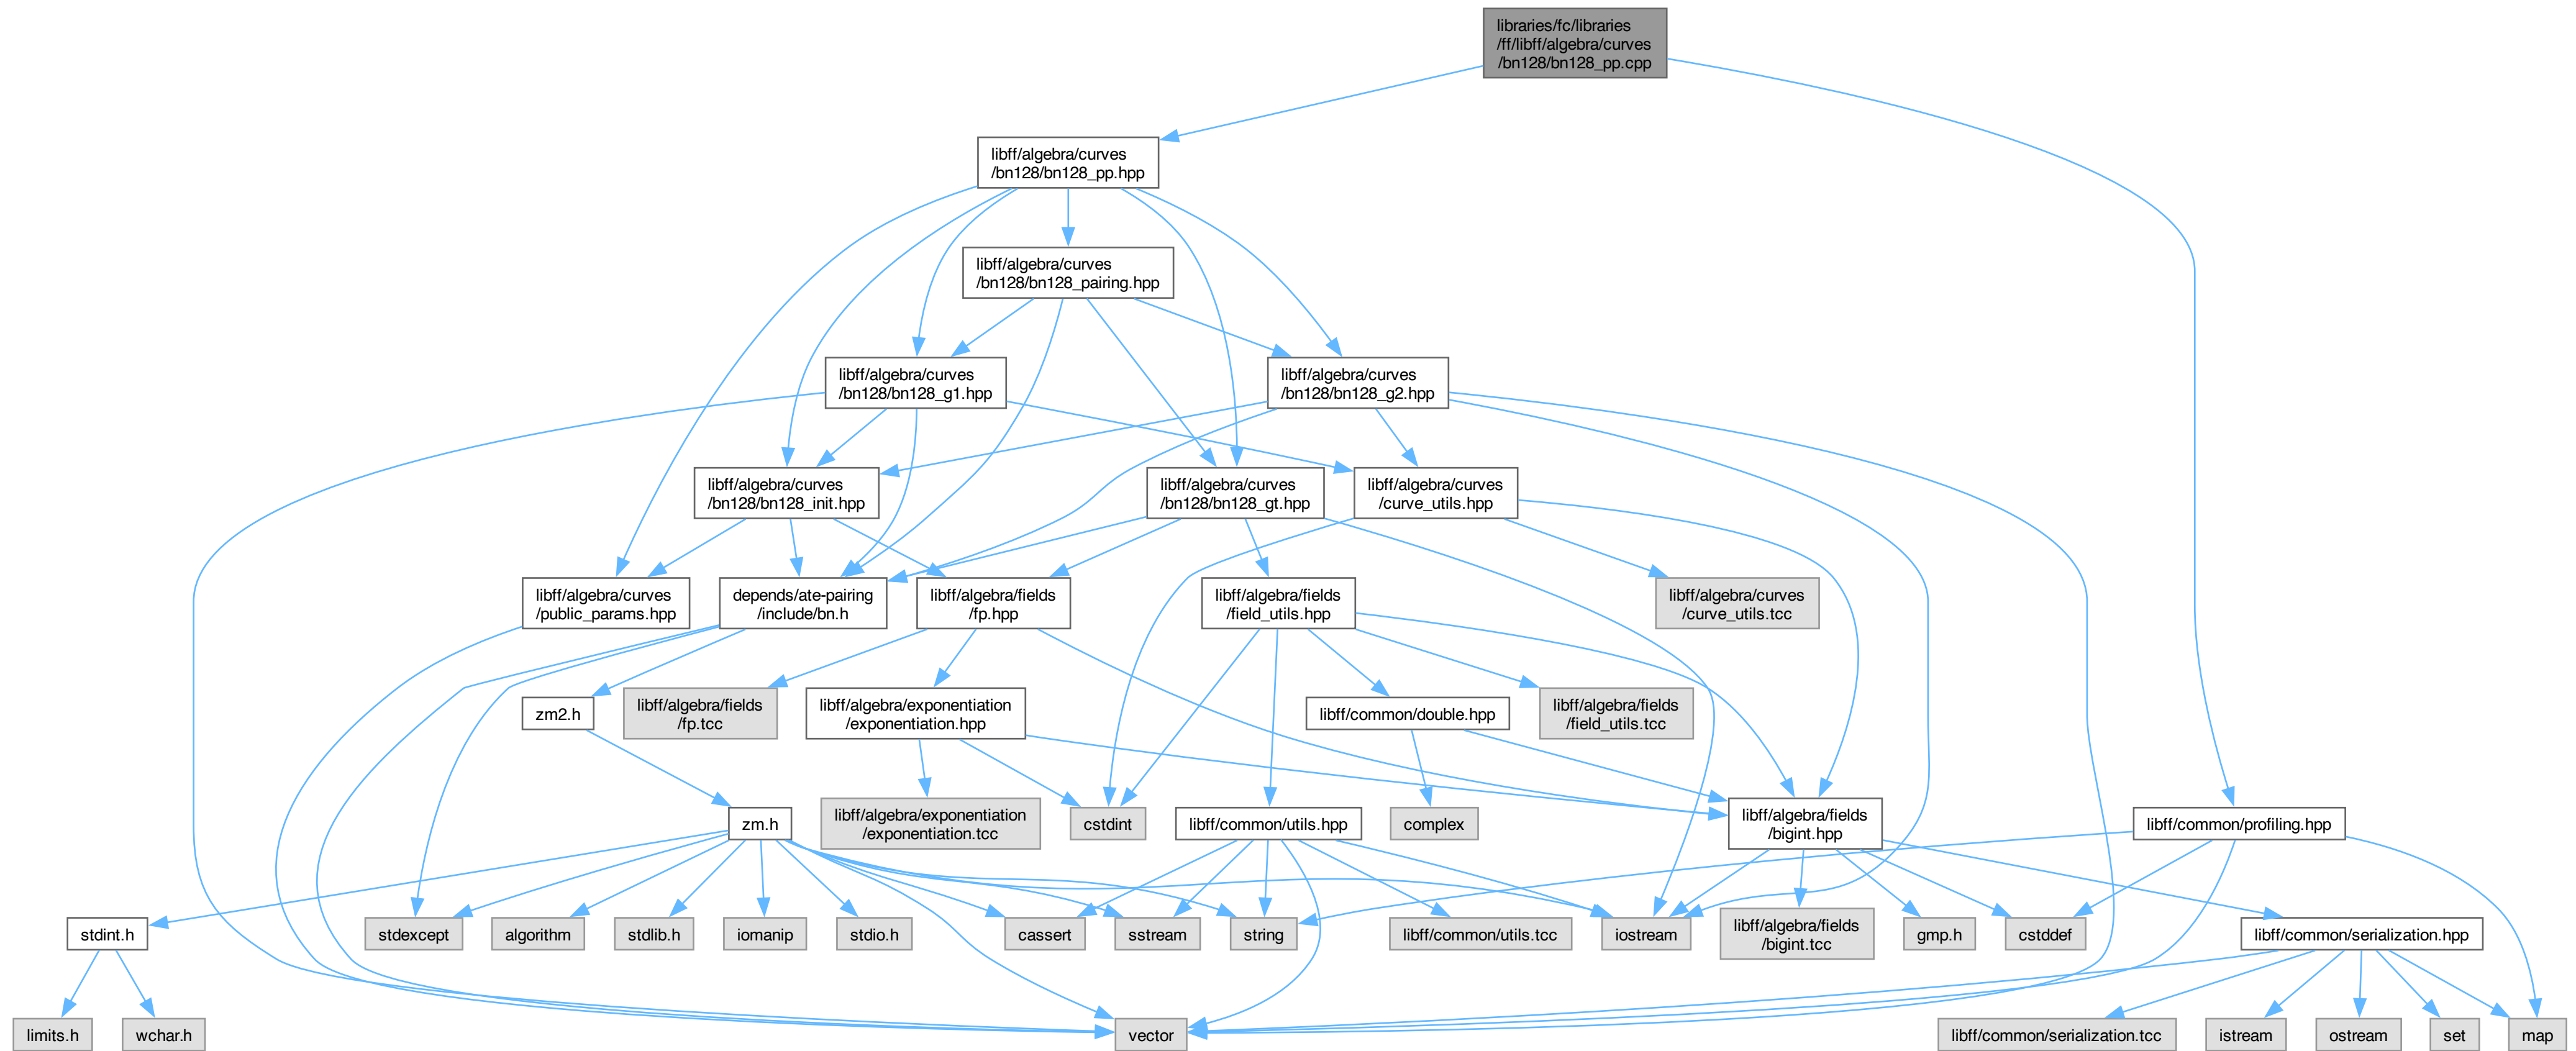 libraries/fc/libraries
/ff/libff/algebra/curves
/bn128/bn128_pp.cpp
libff/algebra/curves
/bn128/bn128_pp.hpp
libff/algebra/curves
/bn128/bn128_pairing.hpp
libff/algebra/curves
/bn128/bn128_g1.hpp
libff/algebra/curves
/bn128/bn128_g2.hpp
libff/algebra/curves
/bn128/bn128_init.hpp
libff/algebra/curves
/bn128/bn128_gt.hpp
libff/algebra/curves
/curve_utils.hpp
libff/algebra/curves
/public_params.hpp
depends/ate-pairing
/include/bn.h
libff/algebra/fields
/fp.hpp
libff/algebra/fields
/field_utils.hpp
libff/algebra/curves
/curve_utils.tcc
zm2.h
libff/algebra/fields
/fp.tcc
libff/algebra/exponentiation
/exponentiation.hpp
libff/common/double.hpp
libff/algebra/fields
/field_utils.tcc
zm.h
libff/algebra/exponentiation
/exponentiation.tcc
cstdint
libff/common/utils.hpp
complex
libff/algebra/fields
/bigint.hpp
libff/common/profiling.hpp
stdint.h
stdexcept
algorithm
stdlib.h
iomanip
stdio.h
cassert
sstream
string
libff/common/utils.tcc
iostream
libff/algebra/fields
/bigint.tcc
gmp.h
cstddef
libff/common/serialization.hpp
limits.h
wchar.h
vector
libff/common/serialization.tcc
istream
ostream
set
map